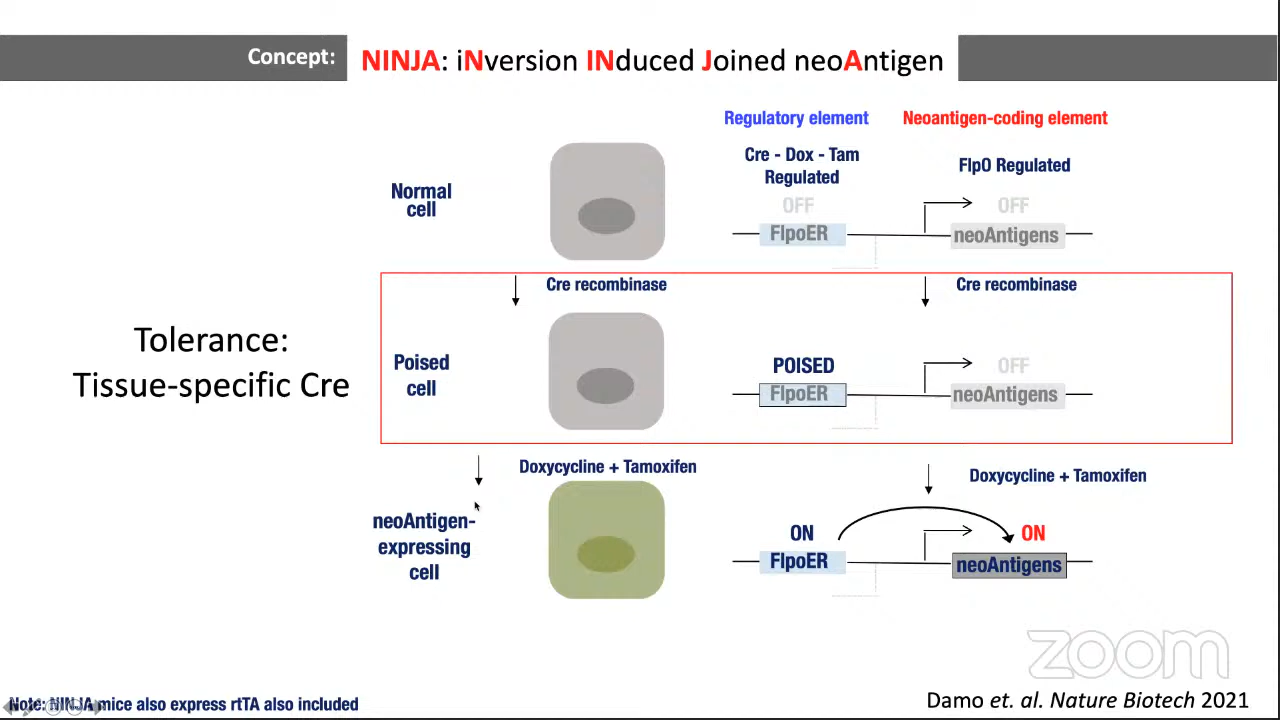 Concept:
NINJA: iNversion INduced Joined neoAntigen
Regulatory element
Neoantigen-coding element
Cre - Dox - Tam
Regulated
FlpO Regulated
Normal
cell
OFF
OFF
FlpoER
neoAntigens
Cre recombinase
Cre recombinase
Tolerance:
Tissue-specific Cre
Poised
cell
POISED
OFF
FlpoER
neoAntigens
Doxycycline + Tamoxifen
Doxycycline + Tamoxifen
neoAntigen-
expressing
cell
ON
ON
FlpoER
neoAntigens
zoom
Note: NINJA mice also express rtTA also included
Damo et. al. Nature Biotech 2021